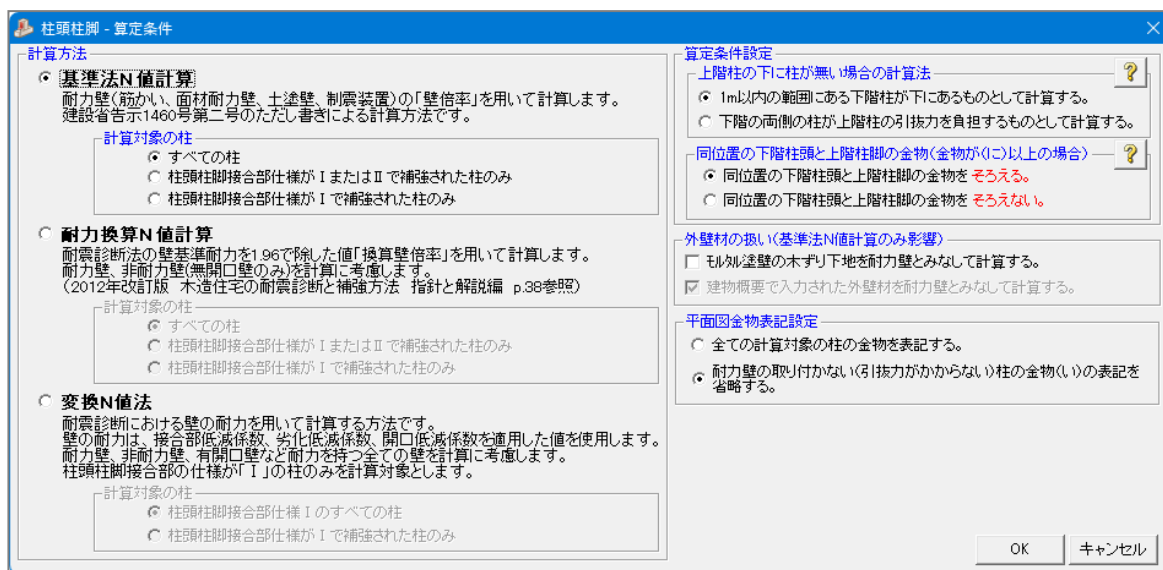 柱頭柱脚 - 算定条件
計算方法
基準法N値計算
耐力壁(筋かい、面材耐力壁、土塗壁、制震装置)の「壁倍率」を用いて計算します。
建設省告示1460号第二号のただし書きによる計算方法です。
計算対象の柱
すべての柱
柱頭柱脚接合部仕様がⅠまたはⅡで補強された柱のみ
柱頭柱脚接合部仕様がⅠで補強された柱のみ
耐力換算N値計算
耐震診断法の壁基準耐力を1.96で除した値「換算壁倍率」を用いて計算します。
耐力壁、非耐力壁(無開口壁のみ)を計算に考慮します。
(2012年改訂版 木造住宅の耐震診断と補強方法 指針と解説編 p.38参照)
計算対象の柱
すべての柱
柱頭柱脚接合部仕様がⅠまたはⅡで補強された柱のみ
柱頭柱脚接合部仕様がⅠで補強された柱のみ
変換N値法
耐震診断における壁の耐力を用いて計算する方法です。
壁の耐力は、接合部低減係数、劣化低減係数、開口低減係数を適用した値を使用します。
耐力壁、非耐力壁、有開口壁など耐力を持つ全ての壁を計算に考慮します。
柱頭柱脚接合部の仕様が「Ⅰ」の柱のみを計算対象とします。
計算対象の柱
柱頭柱脚接合部仕様Ⅰのすべての柱
柱頭柱脚接合部仕様がⅠで補強された柱のみ
算定条件設定
上階柱の下に柱が無い場合の計算法
?
1m以内の範囲にある下階柱が下にあるものとして計算する。
下階の両側の柱が上階柱の引抜力を負担するものとして計算する。
同位置の下階柱頭と上階柱脚の金物(金物が(に)以上の場合)
?
同位置の下階柱頭と上階柱脚の金物を そろえる。
同位置の下階柱頭と上階柱脚の金物を そろえない。
外壁材の扱い(基準法N値計算のみ影響)
ﾓﾙﾀﾙ塗壁の木ずり下地を耐力壁とみなして計算する。
建物概要で入力された外壁材を耐力壁とみなして計算する。
平面図金物表記設定
全ての計算対象の柱の金物を表記する。
耐力壁の取り付かない(引抜力がかからない)柱の金物(い)の表記を
省略する。
OK
キャンセル